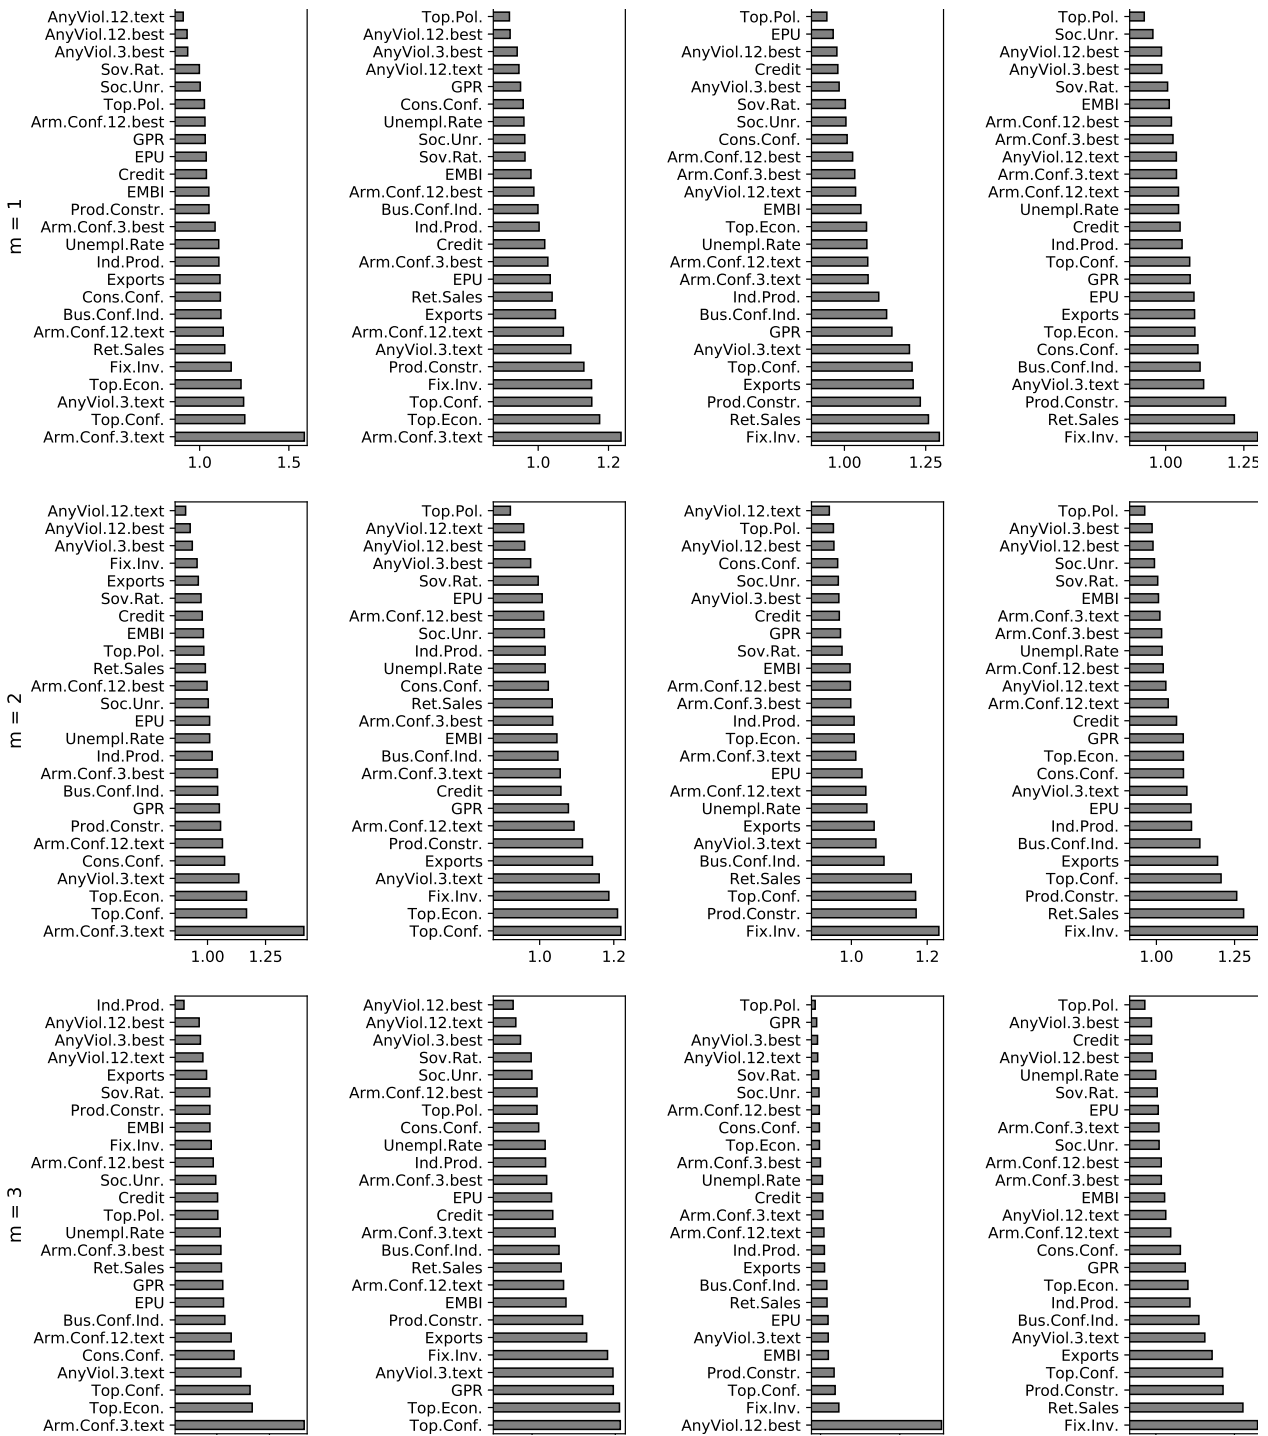 AnyViol.12.text
AnyViol.12.best
AnyViol.3.best
Sov.Rat.
Soc.Unr.
Top.Pol.
Arm.Conf.12.best
GPR
EPU
Credit
EMBI
Prod.Constr.
Arm.Conf.3.best
Unempl.Rate
Ind.Prod.
Exports
Cons.Conf.
Bus.Conf.Ind.
Arm.Conf.12.text
Ret.Sales
Fix.Inv.
Top.Econ.
AnyViol.3.text
Top.Conf.
Arm.Conf.3.text
1.0 1.5
m = 1
Top.Pol.
AnyViol.12.best
AnyViol.3.best
AnyViol.12.text
GPR
Cons.Conf.
Unempl.Rate
Soc.Unr.
Sov.Rat.
EMBI
Arm.Conf.12.best
Bus.Conf.Ind.
Ind.Prod.
Credit
Arm.Conf.3.best
EPU
Ret.Sales
Exports
Arm.Conf.12.text
AnyViol.3.text
Prod.Constr.
Fix.Inv.
Top.Conf.
Top.Econ.
Arm.Conf.3.text
1.0 1.2
Top.Pol.
EPU
AnyViol.12.best
Credit
AnyViol.3.best
Sov.Rat.
Soc.Unr.
Cons.Conf.
Arm.Conf.12.best
Arm.Conf.3.best
AnyViol.12.text
EMBI
Top.Econ.
Unempl.Rate
Arm.Conf.12.text
Arm.Conf.3.text
Ind.Prod.
Bus.Conf.Ind.
GPR
AnyViol.3.text
Top.Conf.
Exports
Prod.Constr.
Ret.Sales
Fix.Inv.
1.00 1.25
Top.Pol.
Soc.Unr.
AnyViol.12.best
AnyViol.3.best
Sov.Rat.
EMBI
Arm.Conf.12.best
Arm.Conf.3.best
AnyViol.12.text
Arm.Conf.3.text
Arm.Conf.12.text
Unempl.Rate
Credit
Ind.Prod.
Top.Conf.
GPR
EPU
Exports
Top.Econ.
Cons.Conf.
Bus.Conf.Ind.
AnyViol.3.text
Prod.Constr.
Ret.Sales
Fix.Inv.
1.00 1.25
AnyViol.12.text
AnyViol.12.best
AnyViol.3.best
Fix.Inv.
Exports
Sov.Rat.
Credit
EMBI
Top.Pol.
Ret.Sales
Arm.Conf.12.best
Soc.Unr.
EPU
Unempl.Rate
Ind.Prod.
Arm.Conf.3.best
Bus.Conf.Ind.
GPR
Prod.Constr.
Arm.Conf.12.text
Cons.Conf.
AnyViol.3.text
Top.Econ.
Top.Conf.
Arm.Conf.3.text
1.00 1.25
m = 2
Top.Pol.
AnyViol.12.text
AnyViol.12.best
AnyViol.3.best
Sov.Rat.
EPU
Arm.Conf.12.best
Soc.Unr.
Ind.Prod.
Unempl.Rate
Cons.Conf.
Ret.Sales
Arm.Conf.3.best
EMBI
Bus.Conf.Ind.
Arm.Conf.3.text
Credit
GPR
Arm.Conf.12.text
Prod.Constr.
Exports
AnyViol.3.text
Fix.Inv.
Top.Econ.
Top.Conf.
1.0 1.2
AnyViol.12.text
Top.Pol.
AnyViol.12.best
Cons.Conf.
Soc.Unr.
AnyViol.3.best
Credit
GPR
Sov.Rat.
EMBI
Arm.Conf.12.best
Arm.Conf.3.best
Ind.Prod.
Top.Econ.
Arm.Conf.3.text
EPU
Arm.Conf.12.text
Unempl.Rate
Exports
AnyViol.3.text
Bus.Conf.Ind.
Ret.Sales
Top.Conf.
Prod.Constr.
Fix.Inv.
1.0 1.2
Top.Pol.
AnyViol.3.best
AnyViol.12.best
Soc.Unr.
Sov.Rat.
EMBI
Arm.Conf.3.text
Arm.Conf.3.best
Unempl.Rate
Arm.Conf.12.best
AnyViol.12.text
Arm.Conf.12.text
Credit
GPR
Top.Econ.
Cons.Conf.
AnyViol.3.text
EPU
Ind.Prod.
Bus.Conf.Ind.
Exports
Top.Conf.
Prod.Constr.
Ret.Sales
Fix.Inv.
1.00 1.25
Ind.Prod.
AnyViol.12.best
AnyViol.3.best
AnyViol.12.text
Exports
Sov.Rat.
Prod.Constr.
EMBI
Fix.Inv.
Arm.Conf.12.best
Soc.Unr.
Credit
Top.Pol.
Unempl.Rate
Arm.Conf.3.best
Ret.Sales
GPR
EPU
Bus.Conf.Ind.
Arm.Conf.12.text
Cons.Conf.
AnyViol.3.text
Top.Conf.
Top.Econ.
Arm.Conf.3.text
m = 3
AnyViol.12.best
AnyViol.12.text
AnyViol.3.best
Sov.Rat.
Soc.Unr.
Arm.Conf.12.best
Top.Pol.
Cons.Conf.
Unempl.Rate
Ind.Prod.
Arm.Conf.3.best
EPU
Credit
Arm.Conf.3.text
Bus.Conf.Ind.
Ret.Sales
Arm.Conf.12.text
EMBI
Prod.Constr.
Exports
Fix.Inv.
AnyViol.3.text
GPR
Top.Econ.
Top.Conf.
Top.Pol.
GPR
AnyViol.3.best
AnyViol.12.text
Sov.Rat.
Soc.Unr.
Arm.Conf.12.best
Cons.Conf.
Top.Econ.
Arm.Conf.3.best
Unempl.Rate
Credit
Arm.Conf.3.text
Arm.Conf.12.text
Ind.Prod.
Exports
Bus.Conf.Ind.
Ret.Sales
EPU
AnyViol.3.text
EMBI
Prod.Constr.
Top.Conf.
Fix.Inv.
AnyViol.12.best
Top.Pol.
AnyViol.3.best
Credit
AnyViol.12.best
Unempl.Rate
Sov.Rat.
EPU
Arm.Conf.3.text
Soc.Unr.
Arm.Conf.12.best
Arm.Conf.3.best
EMBI
AnyViol.12.text
Arm.Conf.12.text
Cons.Conf.
GPR
Top.Econ.
Ind.Prod.
Bus.Conf.Ind.
AnyViol.3.text
Exports
Top.Conf.
Prod.Constr.
Ret.Sales
Fix.Inv.